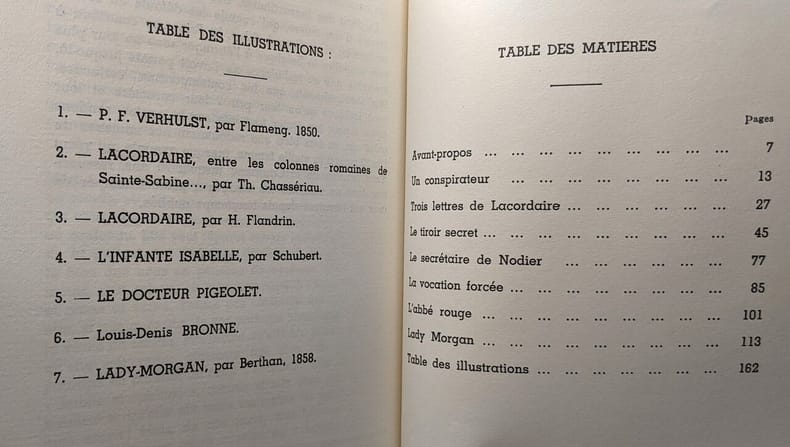 TABLE DES ILLUSTRATIONS :
1. — P. F. VERHULST, par Flameng. 1850.
2. — LACORDAIRE, entre les colonnes romaines de
Sainte-Sabine..., par Th. Chassériau.
3. — LACORDAIRE, par H. Flandrin.
4. — L'INFANTE ISABELLE, par Schubert.
5. — LE DOCTEUR PIGEOLET.
6. — Louis-Denis BRONNE.
7. — LADY-MORGAN, par Berthan, 1858.
TABLE DES MATIERES
Pages
Avant-propos ... ... ... ... ... ... ... ... ... 7
Un conspirateur ... ... ... ... ... ... ... ... 13
Trois lettres de Lacordaire ... ... ... ... ... ... 27
Le tiroir secret ... ... ... ... ... ... ... ... ... 45
Le secrétaire de Nodier ... ... ... ... ... ... 77
La vocation forcée ... ... ... ... ... ... ... ... 85
L'abbé rouge ... ... ... ... ... ... ... ... ... 101
Lady Morgan ... ... ... ... ... ... ... ... ... 113
Table des illustrations ... ... ... ... ... ... ... 162